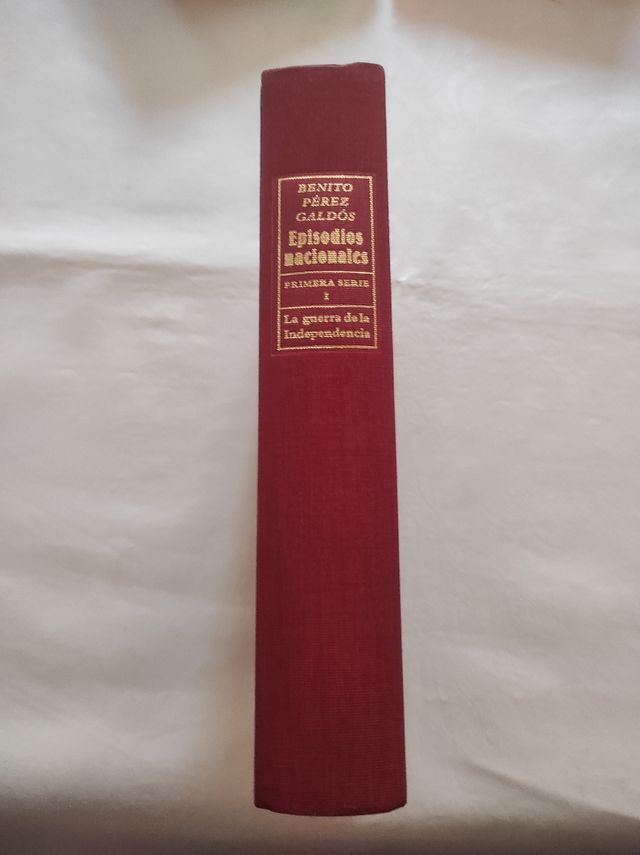 BENITO
PÉREZ
GALDÓS
Episodios
nacionales
PRIMERA SERIE
I
La guerra de la
Independencia